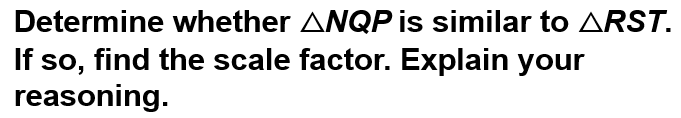 Determine whether △NQP is similar to △RST.
If so, find the scale factor. Explain your
reasoning.